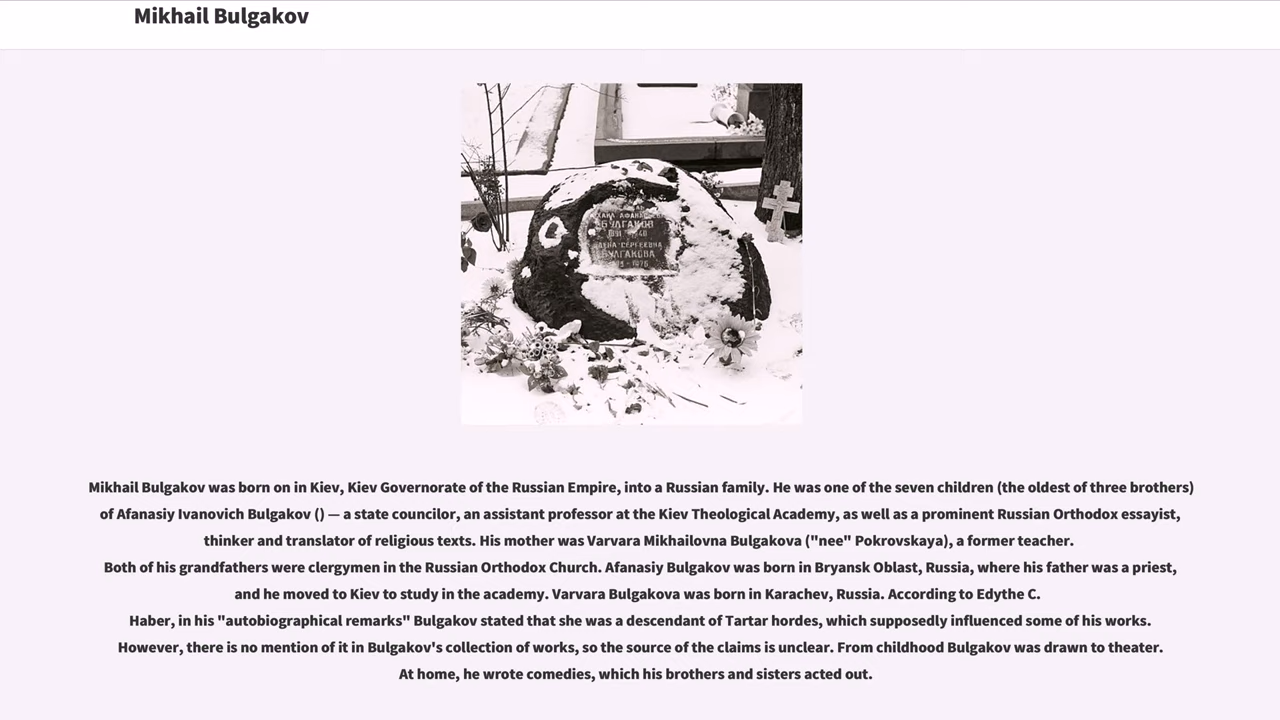 Mikhail Bulgakov
БУЛГАКОВ
БУЛГАКОВА
Mikhail Bulgakov was born on in Kiev, Kiev Governorate of the Russian Empire, into a Russian family. He was one of the seven children (the oldest of three brothers)
of Afanasiy Ivanovich Bulgakov () — a state councilor, an assistant professor at the Kiev Theological Academy, as well as a prominent Russian Orthodox essayist,
thinker and translator of religious texts. His mother was Varvara Mikhailovna Bulgakova ("nee" Pokrovskaya), a former teacher.
Both of his grandfathers were clergymen in the Russian Orthodox Church. Afanasiy Bulgakov was born in Bryansk Oblast, Russia, where his father was a priest,
and he moved to Kiev to study in the academy. Varvara Bulgakova was born in Karachev, Russia. According to Edythe C.
Haber, in his "autobiographical remarks" Bulgakov stated that she was a descendant of Tartar hordes, which supposedly influenced some of his works.
However, there is no mention of it in Bulgakov's collection of works, so the source of the claims is unclear. From childhood Bulgakov was drawn to theater.
At home, he wrote comedies, which his brothers and sisters acted out.